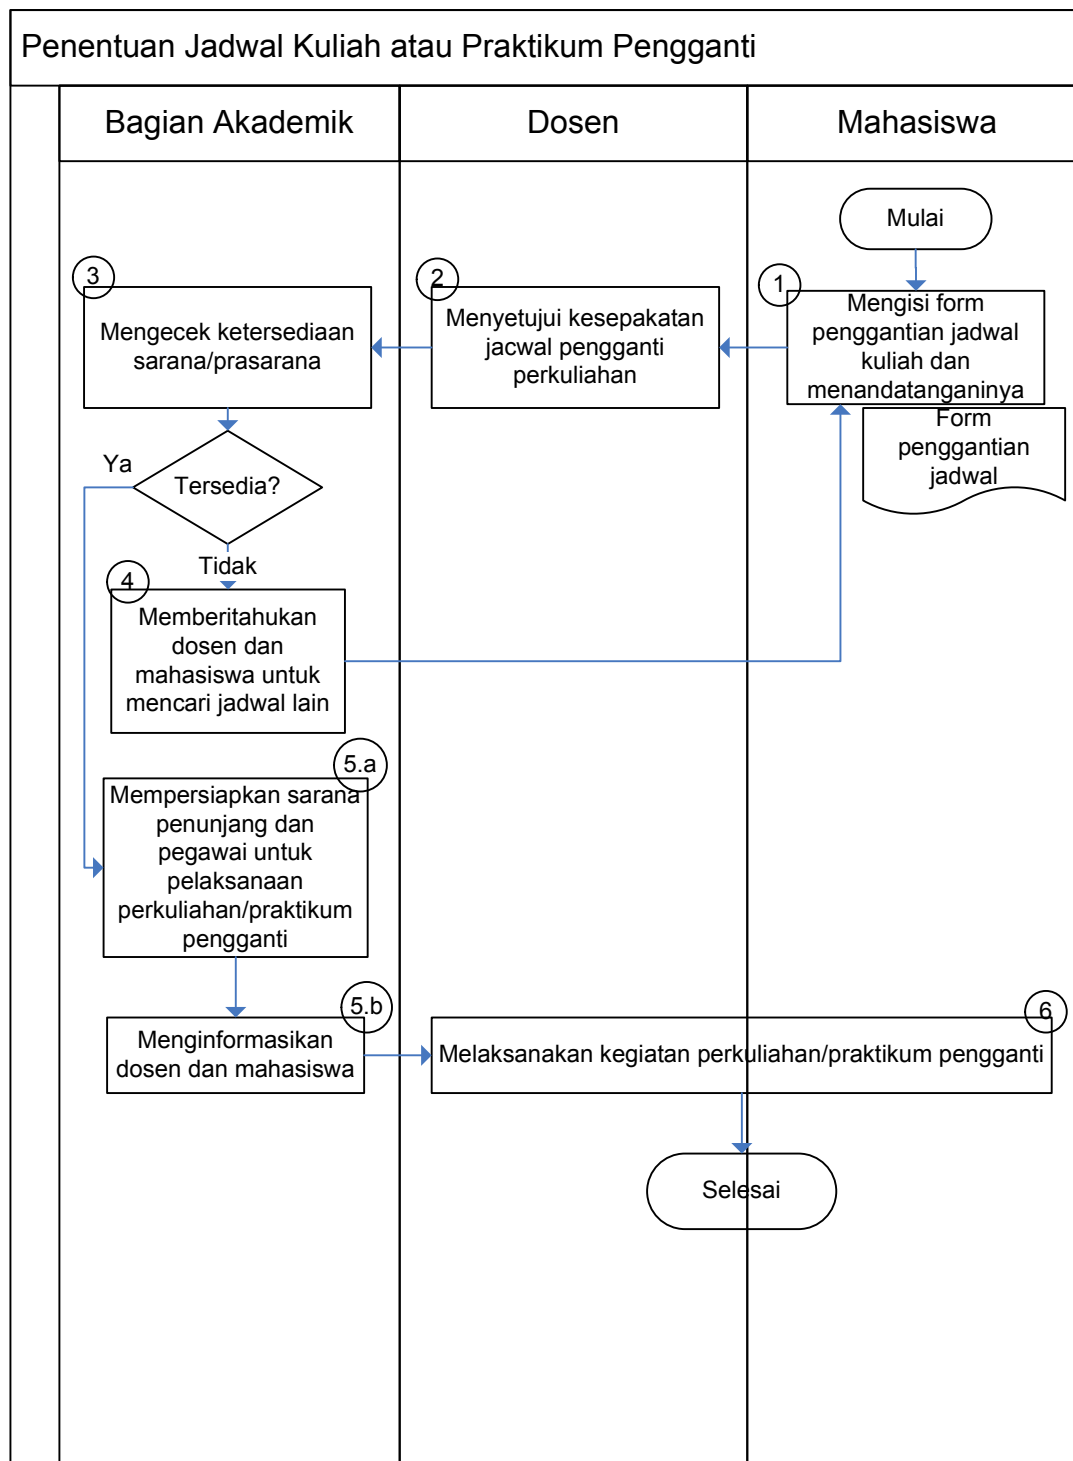 Penentuan Jadwal Kuliah atau Praktikum Pengganti
Bagian Akademik
Dosen
Mahasiswa
Mulai
1
Mengisi form
penggantian jadwal
kuliah dan
menandatanganinya
Form
penggantian
jadwal
2
Menyetujui kesepakatan
jacwal pengganti
perkuliahan
3
Mengecek ketersediaan
sarana/prasarana
Tersedia?
Ya
Tidak
4
Memberitahukan
dosen dan
mahasiswa untuk
mencari jadwal lain
5.a
Mempersiapkan sarana
penunjang dan
pegawai untuk
pelaksanaan
perkuliahan/praktikum
pengganti
5.b
Menginformasikan
dosen dan mahasiswa
6
Melaksanakan kegiatan perkuliahan/praktikum pengganti
Selesai